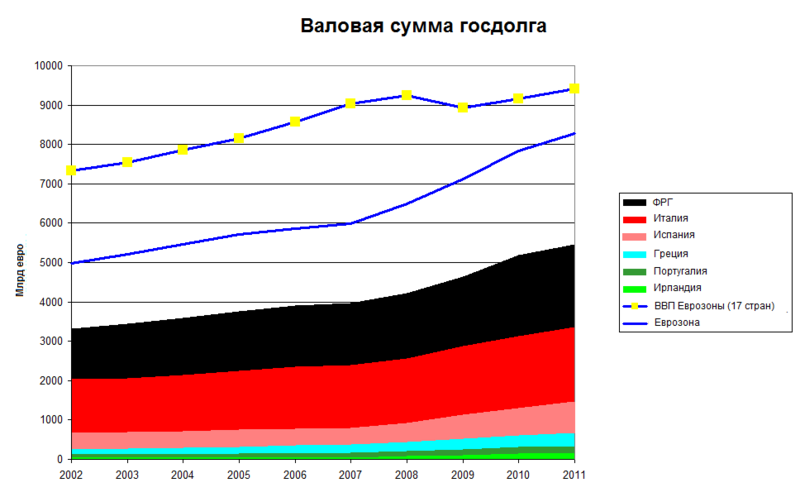 Валовая сумма госдолга
10000
9000
8000
7000
6000
5000
4000
3000
2000
1000
0
Млрд евро
2002 2003 2004 2005 2006 2007 2008 2009 2010 2011
ФРГ
Италия
Испания
Греция
Португалия
Ирландия
ВВП Еврозоны (17 стран)
Еврозона